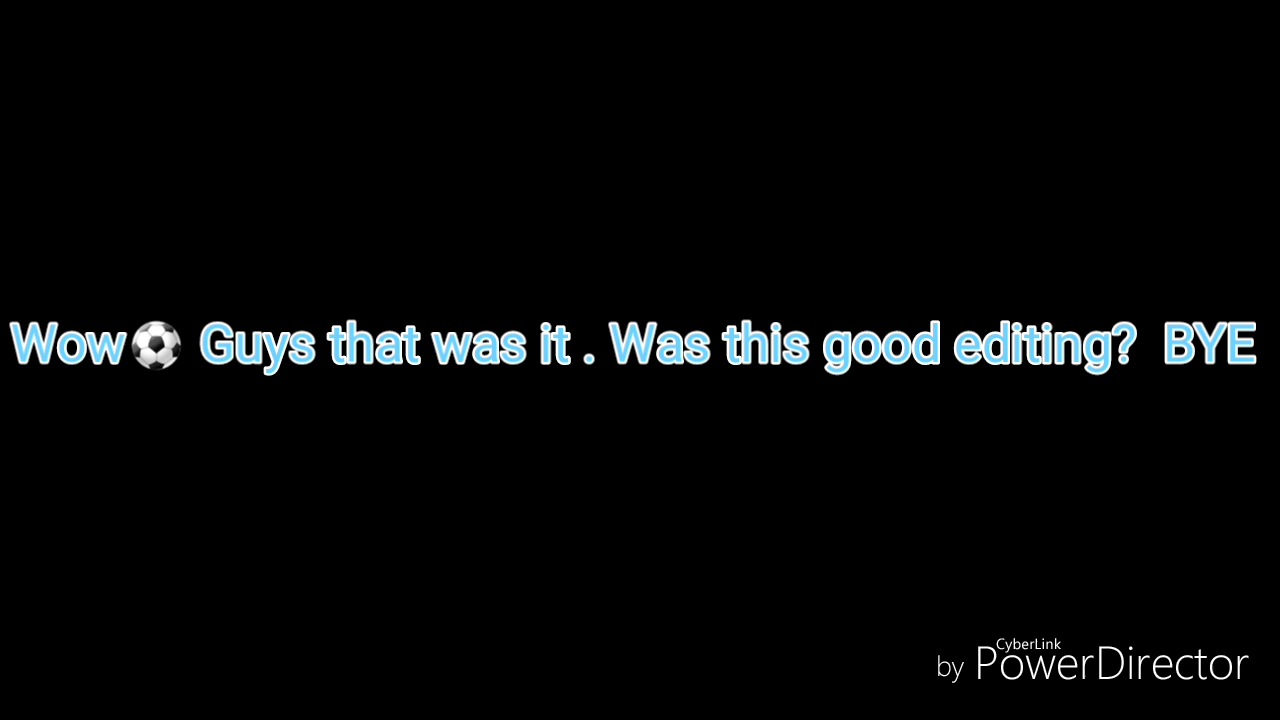 Wow⚽ Guys that was it . Was this good editing?  BYE
CyberLink
by PowerDirector